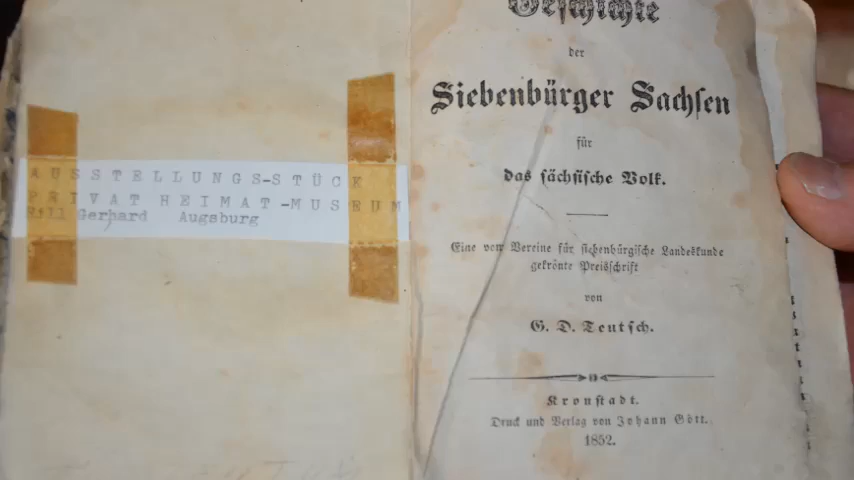 AUSSTELLUNGS-STÜCK
PRIVAT HEIMAT-MUSEUM
Gerhard Augsburg
Geschichte
der
Siebenbürger Sachsen
für
das sächsische Volk.
Eine vom Vereine für siebenbürgische Landeskunde
gekrönte Preisschrift
von
G. D. Teutsch.
Kronstadt.
Druck und Verlag von Johann Gött.
1852.